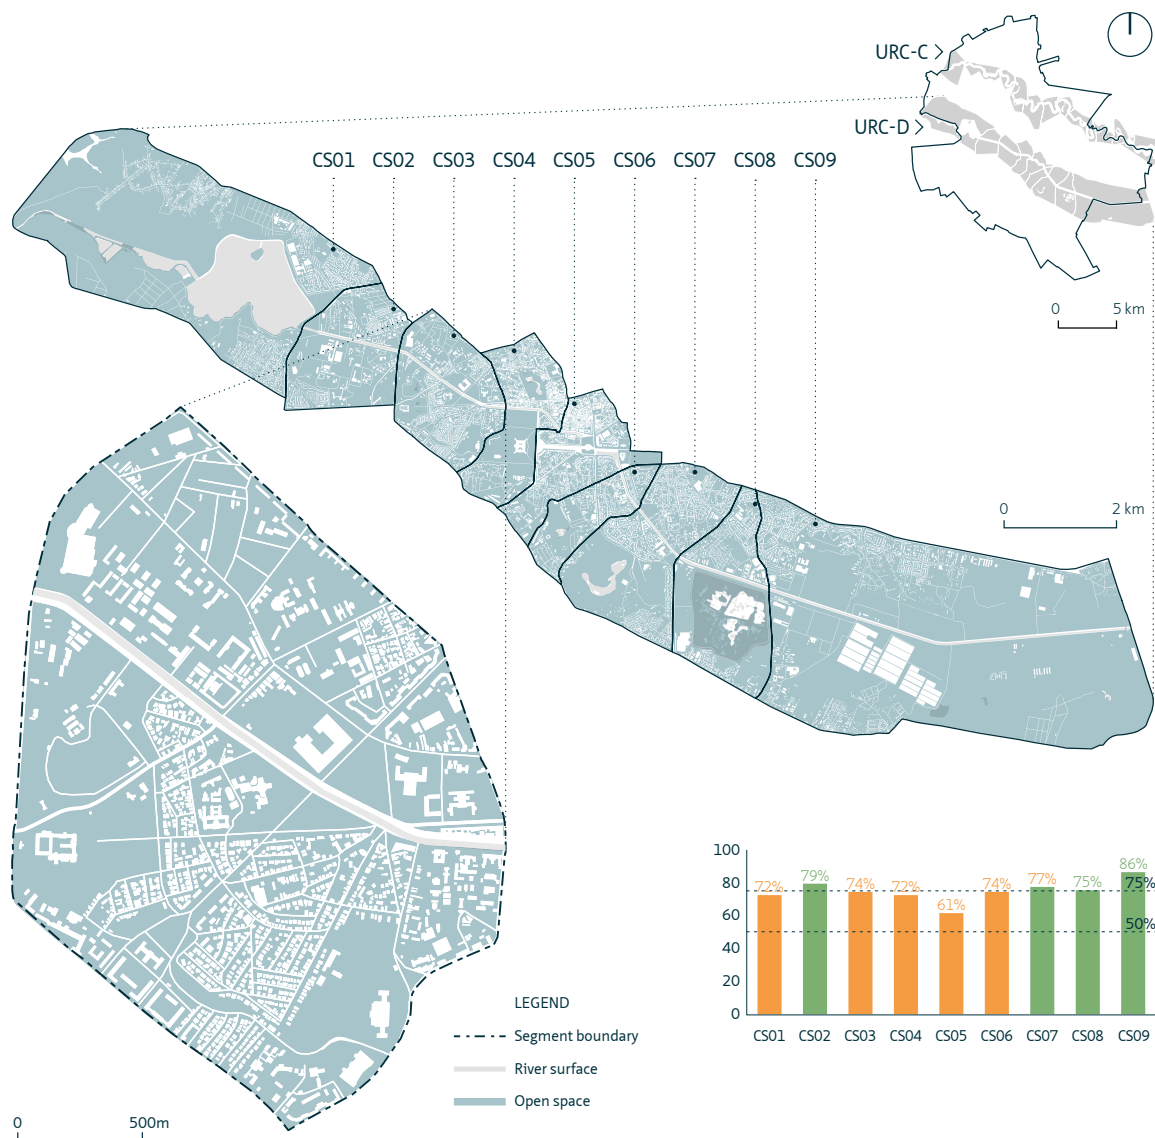 URC-C
URC-D
CS01 CS02 CS03 CS04 CS05 CS06 CS07 CS08 CS09
0 5 km
0 2 km
100
80
60
40
20
0
72%
79%
74%
72%
61%
74%
77%
75%
86%
75%
50%
CS01 CS02 CS03 CS04 CS05 CS06 CS07 CS08 CS09
LEGEND
Segment boundary
River surface
Open space
0 500m